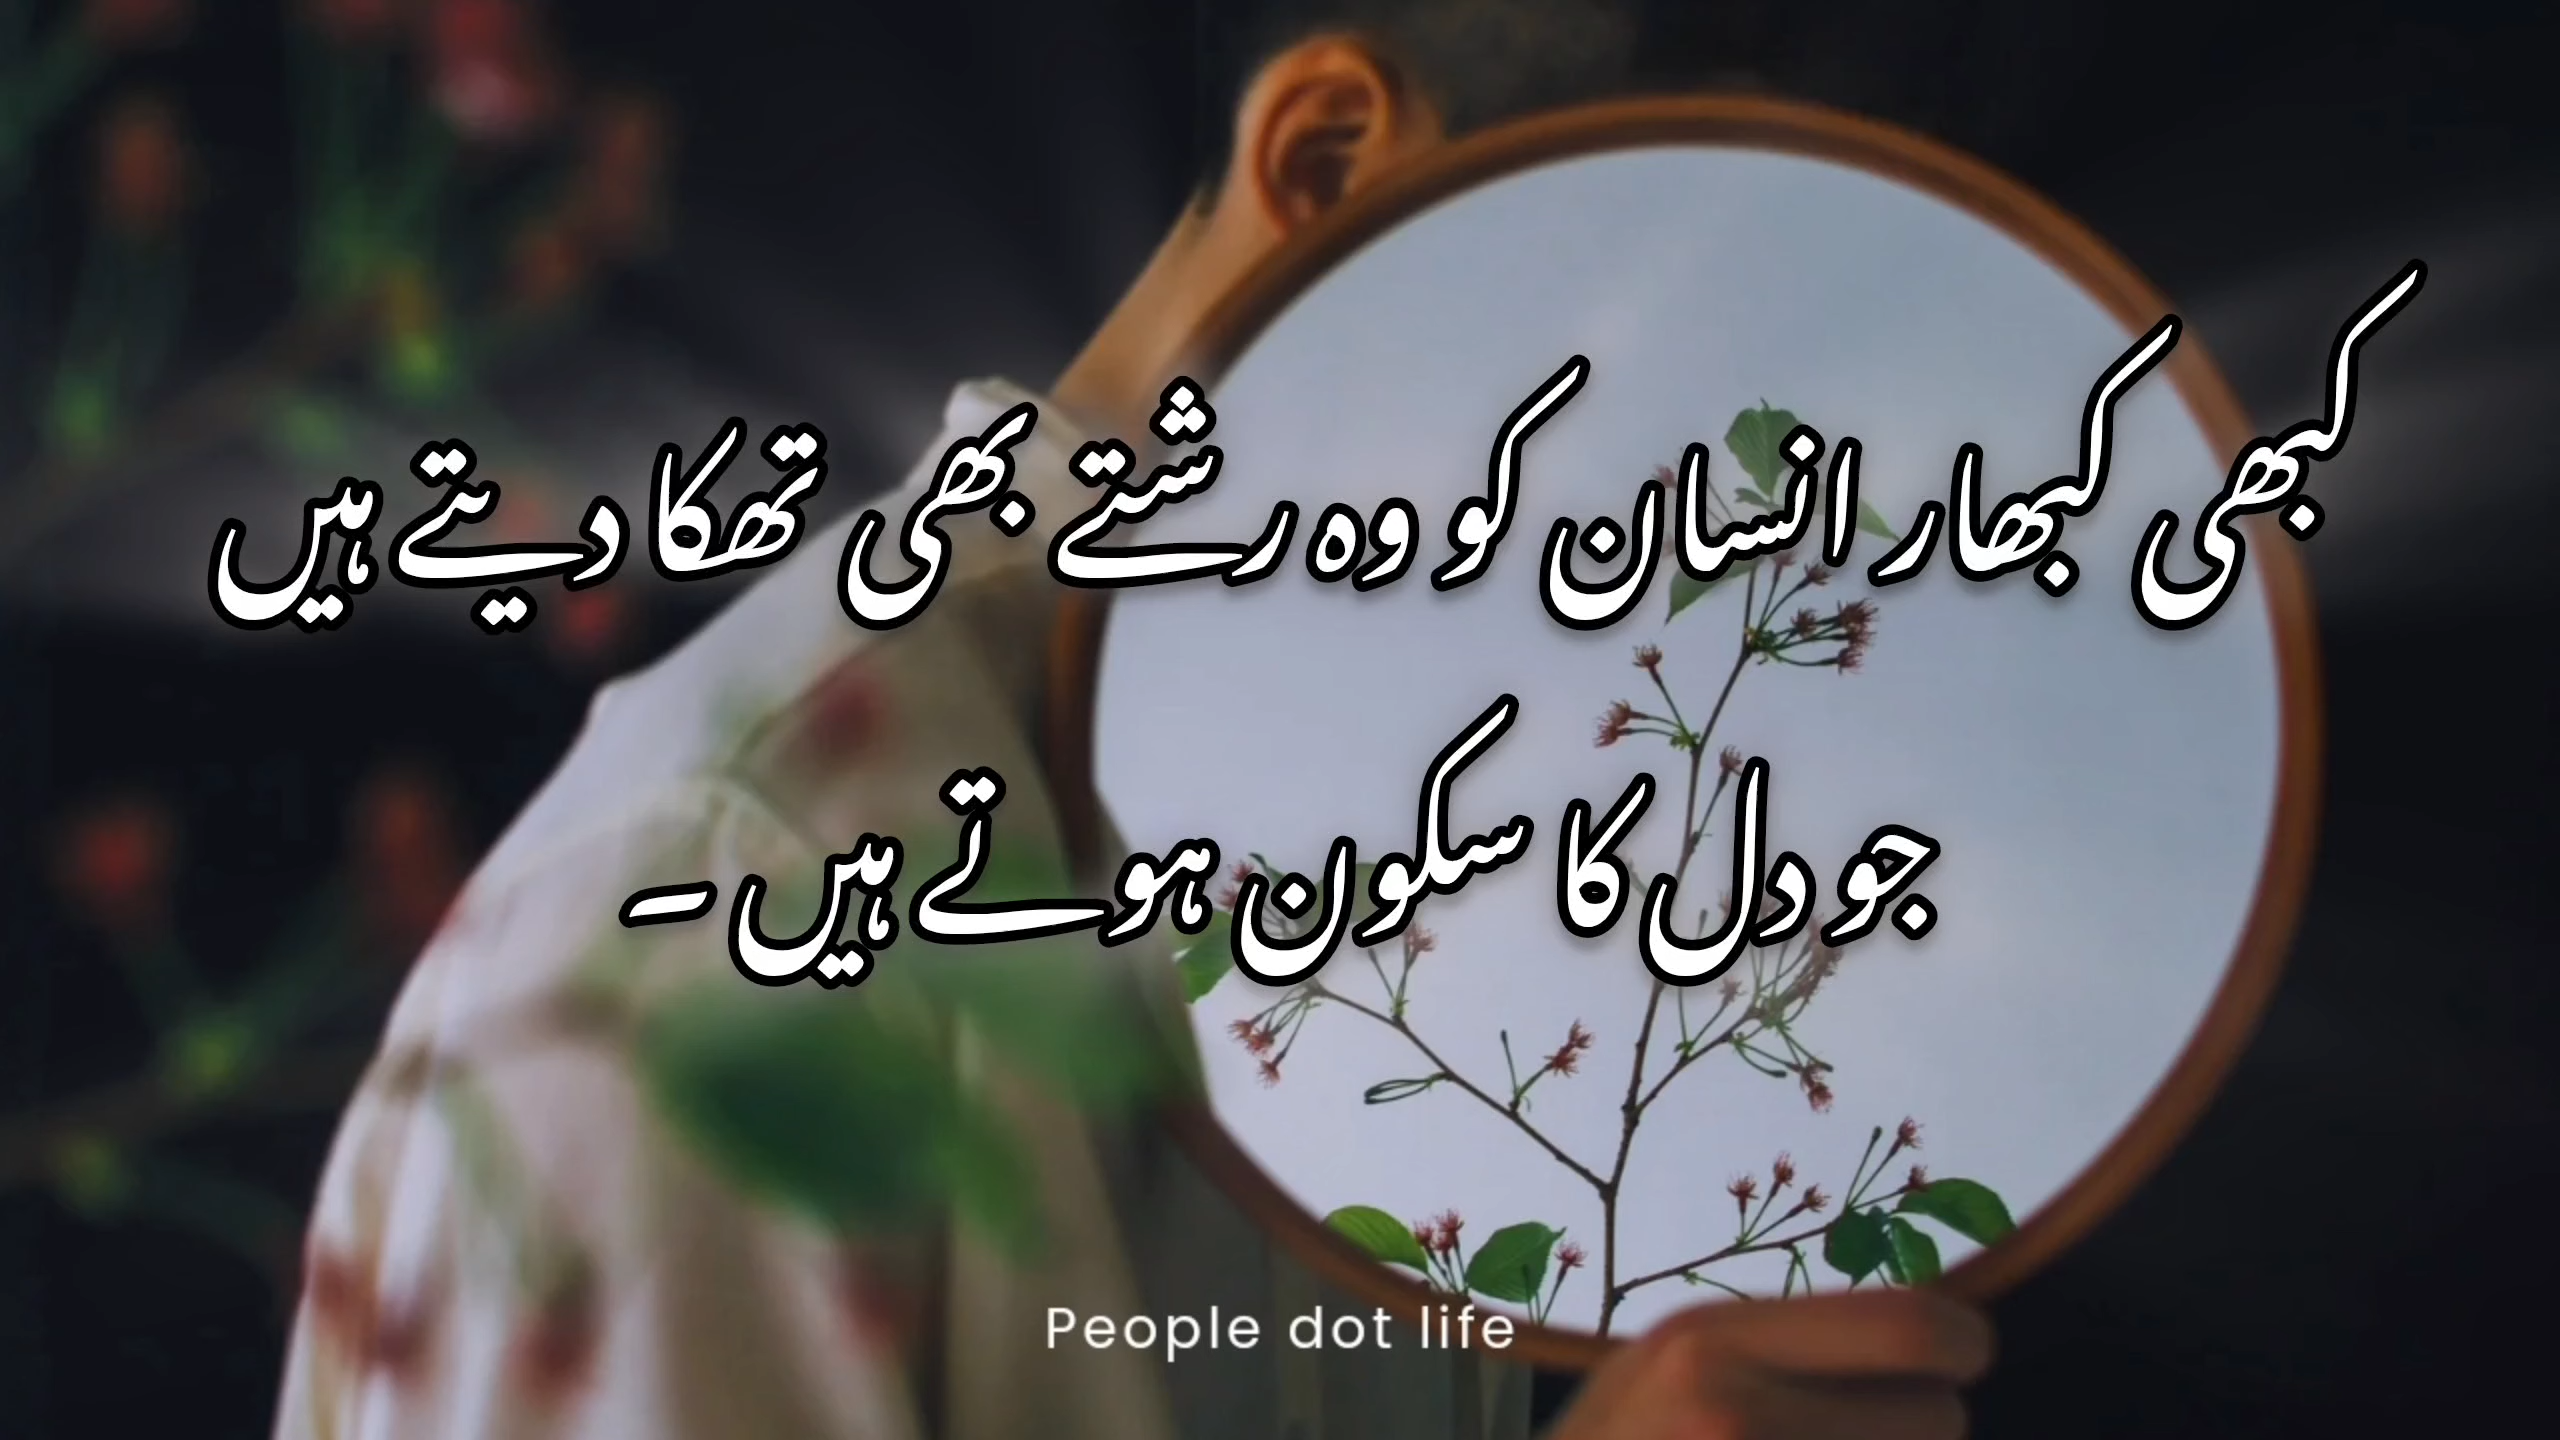 کبھی کبھار انسان کو وہ رشتے بھی تھکا دیتے ہیں
جو دل کا سکون ہوتے ہیں ۔
People dot life